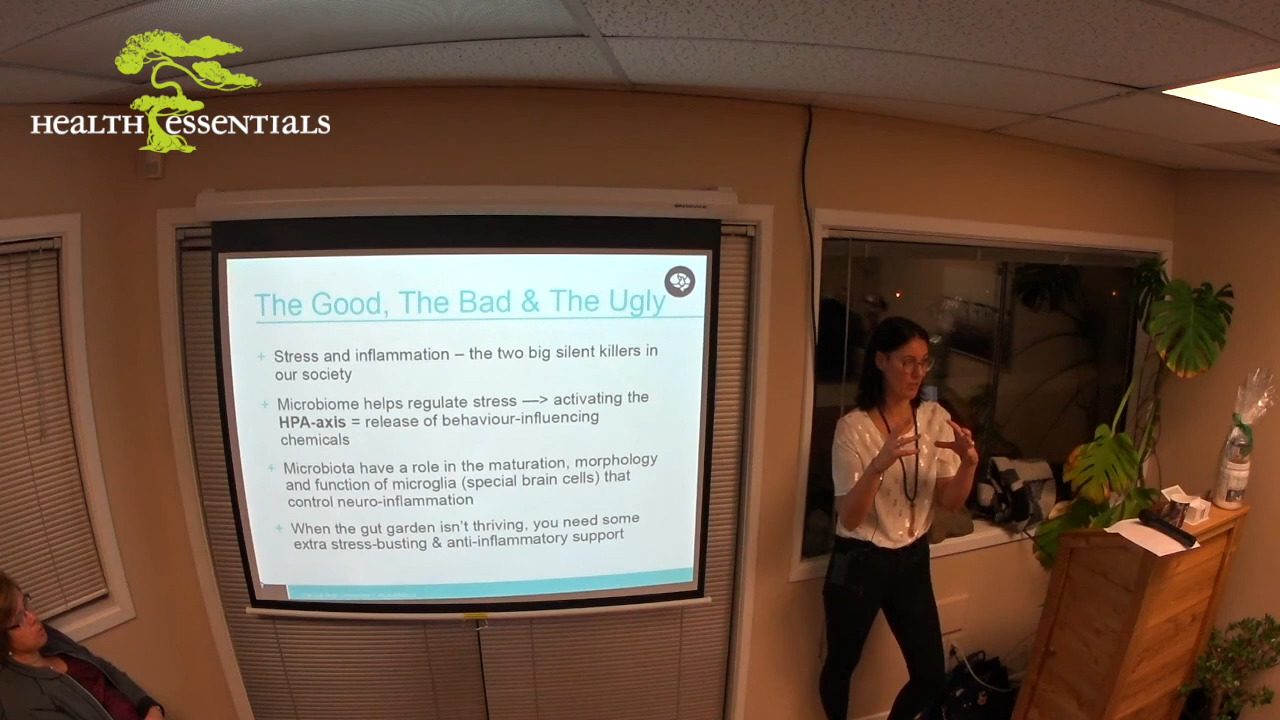 HEALTH ESSENTIALS
The Good, The Bad & The Ugly
+ Stress and inflammation – the two big silent killers in
our society
+ Microbiome helps regulate stress —> activating the
HPA-axis = release of behaviour-influencing
chemicals
+ Microbiota have a role in the maturation, morphology
and function of microglia (special brain cells) that
control neuro-inflammation
+ When the gut garden isn't thriving, you need some
extra stress-busting & anti-inflammatory support